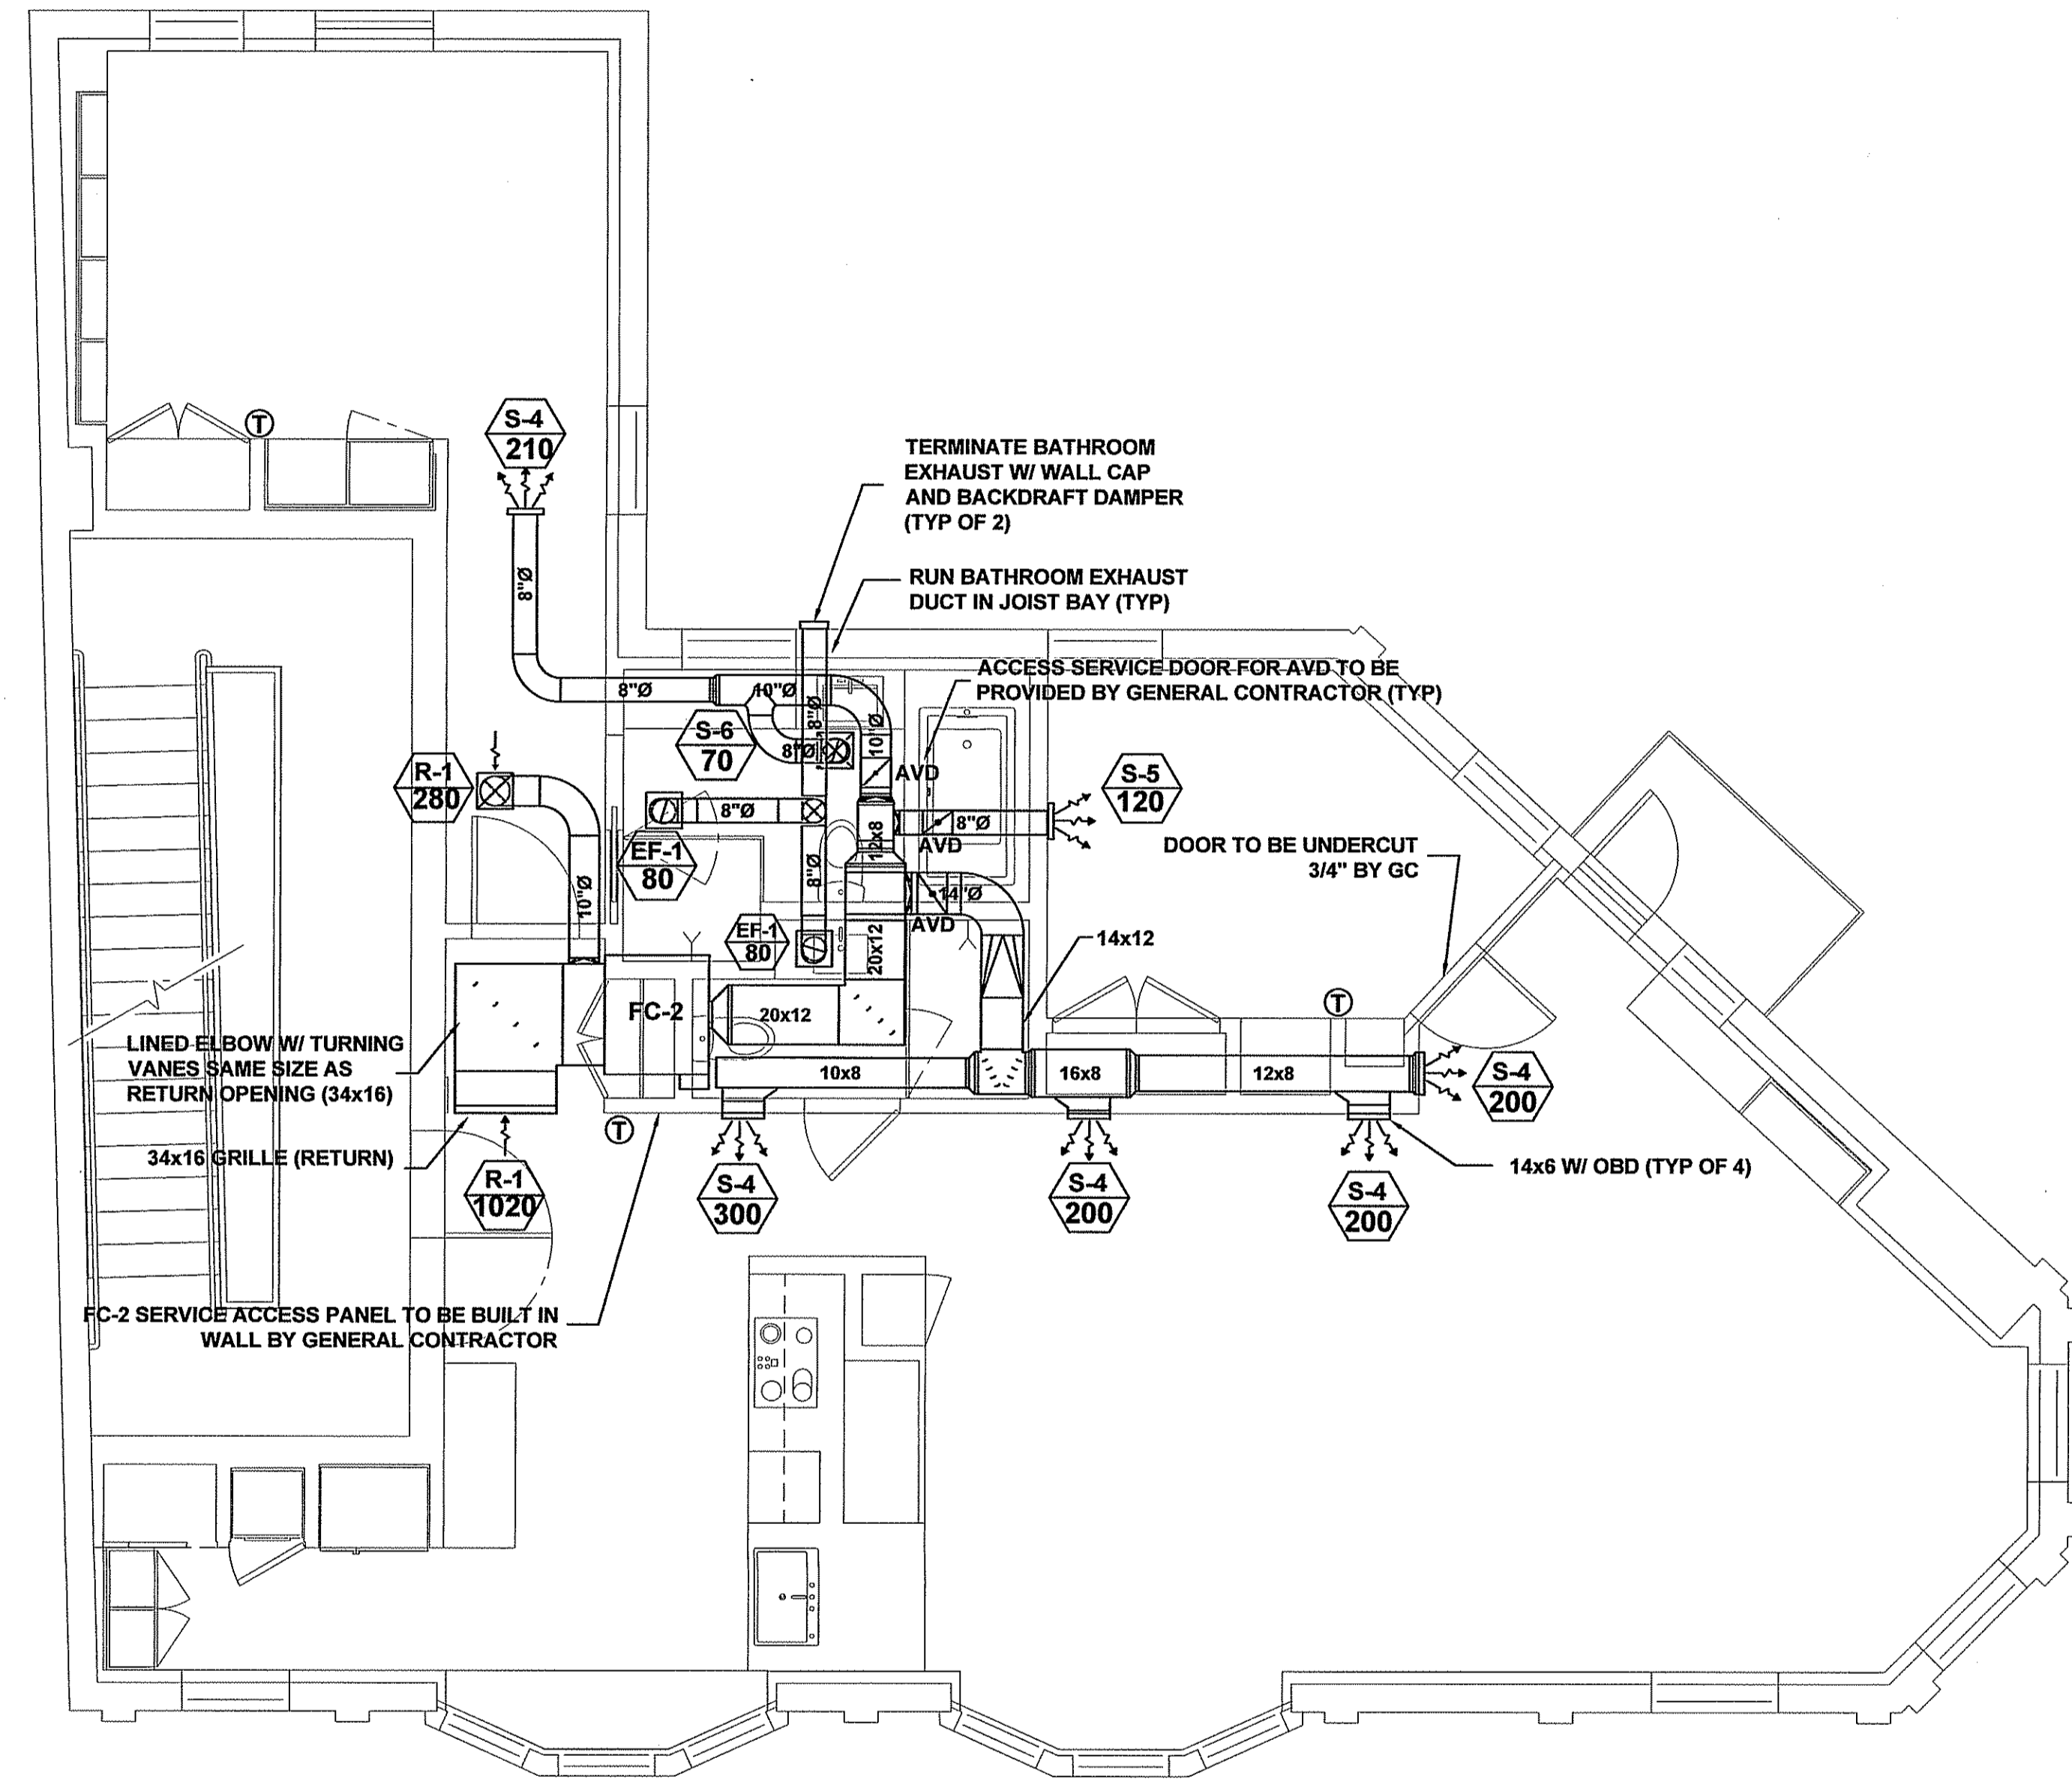 S-4
210
TERMINATE BATHROOM
EXHAUST W/ WALL CAP
AND BACKDRAFT DAMPER
(TYP OF 2)
8"Ø
RUN BATHROOM EXHAUST
DUCT IN JOIST BAY (TYP)
ACCESS SERVICE DOOR FOR AVD TO BE
PROVIDED BY GENERAL CONTRACTOR (TYP)
8"Ø
10"Ø
8"Ø
10"Ø
S-6
70
8"Ø
AVD
R-1
280
S-5
120
8"Ø
8"Ø
12x8
AVD
DOOR TO BE UNDERCUT
3/4" BY GC
EF-1
80
8"Ø
10"Ø
14"Ø
AVD
EF-1
80
20x12
14x12
FC-2
20x12
T
T
T
LINED ELBOW W/ TURNING
VANES SAME SIZE AS
RETURN OPENING (34x16)
10x8
16x8
12x8
S-4
200
34x16 GRILLE (RETURN)
R-1
1020
S-4
300
S-4
200
S-4
200
14x6 W/ OBD (TYP OF 4)
FC-2 SERVICE ACCESS PANEL TO BE BUILT IN
WALL BY GENERAL CONTRACTOR